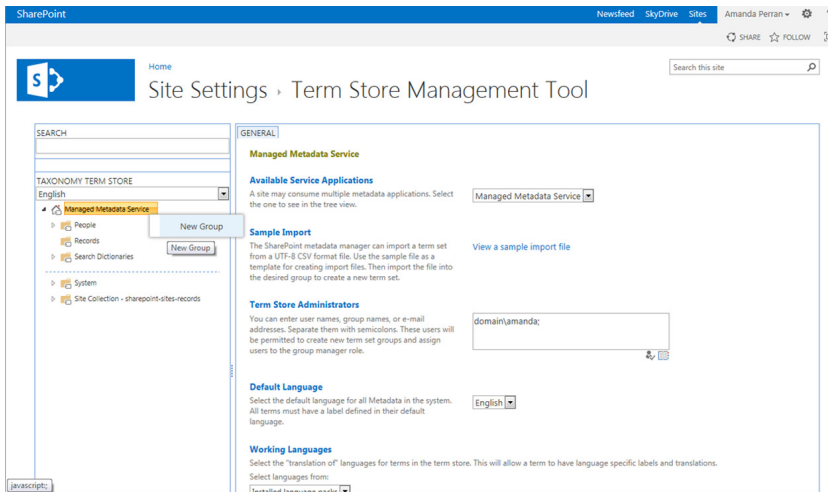 SharePoint
Newsfeed SkyDrive Sites Amanda Perran
SHARE FOLLOW
S
Home
Search this site
Site Settings Term Store Management Tool
SEARCH
GENERAL
Managed Metadata Service
TAXONOMY TERM STORE
English
Managed Metadata Service
New Group
People
Records
New Group
Search Dictionaries
System
Site Collection - sharepoint-sites-records
Available Service Applications
A site may consume multiple metadata applications. Select
the one to see in the tree view.
Managed Metadata Service
Sample Import
The SharePoint metadata manager can import a term set
from a UTF-8 CSV format file. Use the sample file as a
template for creating import files. Then import the file into
the desired group to create a new term set.
View a sample import file
Term Store Administrators
You can enter user names, group names, or e-mail
addresses. Separate them with semicolons. These users will
be permitted to create new term set groups and assign
users to the group manager role.
domain\amanda;
Default Language
Select the default language for all Metadata in the system.
All terms must have a label defined in their default
language.
English
Working Languages
Select the "translation of" languages for terms in the term store. This will allow a term to have language specific labels and translations.
Select languages from:
Installed language packs
javascript:;